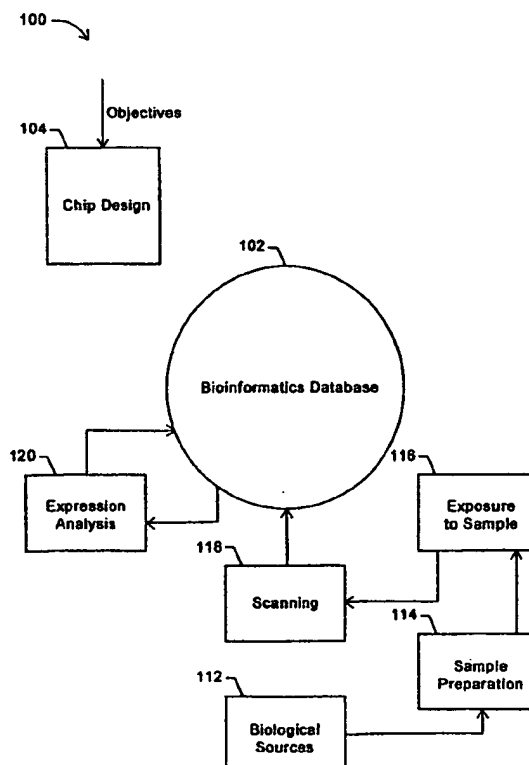 100
Objectives
104
Chip Design
102
Bioinformatics Database
120
Expression
Analysis
116
Exposure
to Sample
118
Scanning
114
Sample
Preparation
112
Biological
Sources